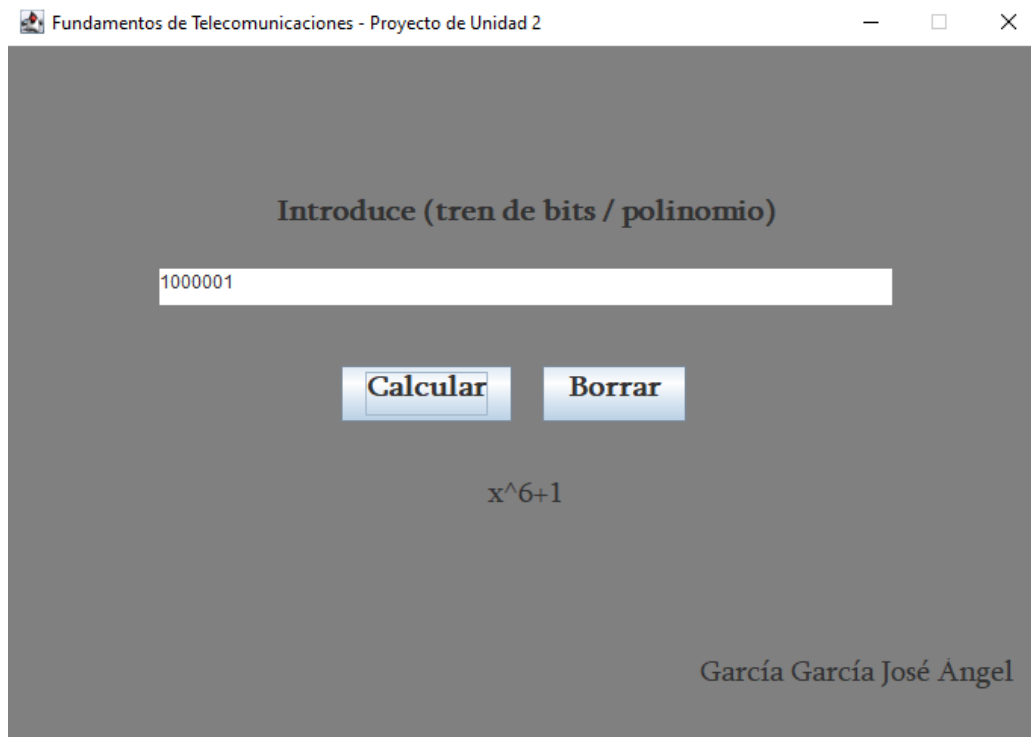 Fundamentos de Telecomunicaciones - Proyecto de Unidad 2
Introduce (tren de bits / polinomio)
1000001
Calcular Borrar
x^6+1
García García José Ángel